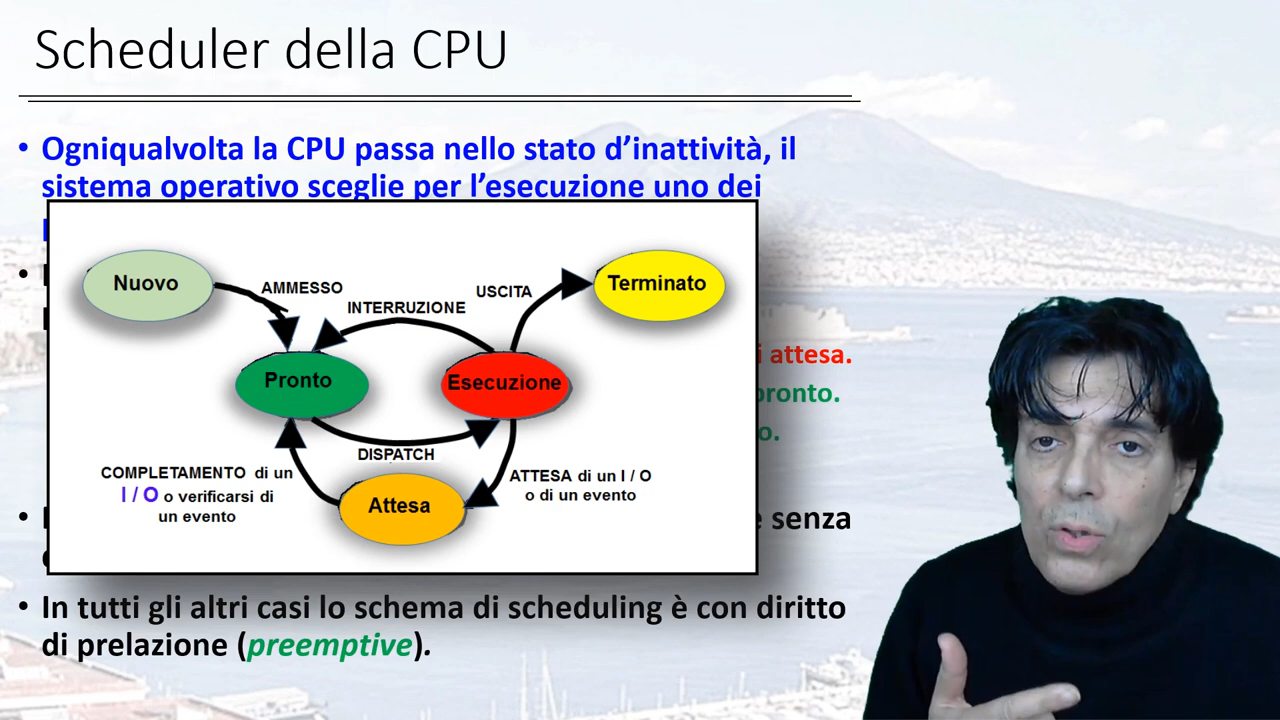 Scheduler della CPU
• Ogniqualvolta la CPU passa nello stato d’inattività, il
sistema operativo sceglie per l’esecuzione uno dei
Nuovo
AMMESSO
INTERRUZIONE
USCITA
Terminato
Pronto
Esecuzione
DISPATCH
COMPLETAMENTO di un
I / O o verificarsi di
un evento
Attesa
ATTESA di un I / O
o di un evento
attesa.
pronto.
o.
senza
• In tutti gli altri casi lo schema di scheduling è con diritto
di prelazione (preemptive).